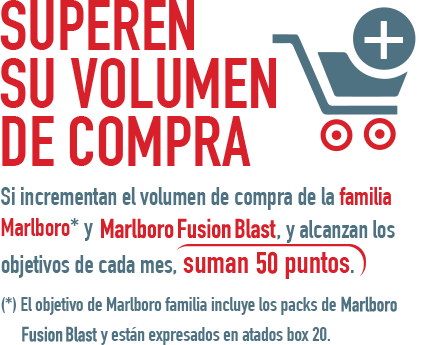 SUPEREN
SU VOLUMEN
DE COMPRA
Si incrementan el volumen de compra de la familia
Marlboro* y Marlboro Fusion Blast, y alcanzan los
objetivos de cada mes, suman 50 puntos.
(*) El objetivo de Marlboro familia incluye los packs de Marlboro
Fusion Blast y están expresados en atados box 20.